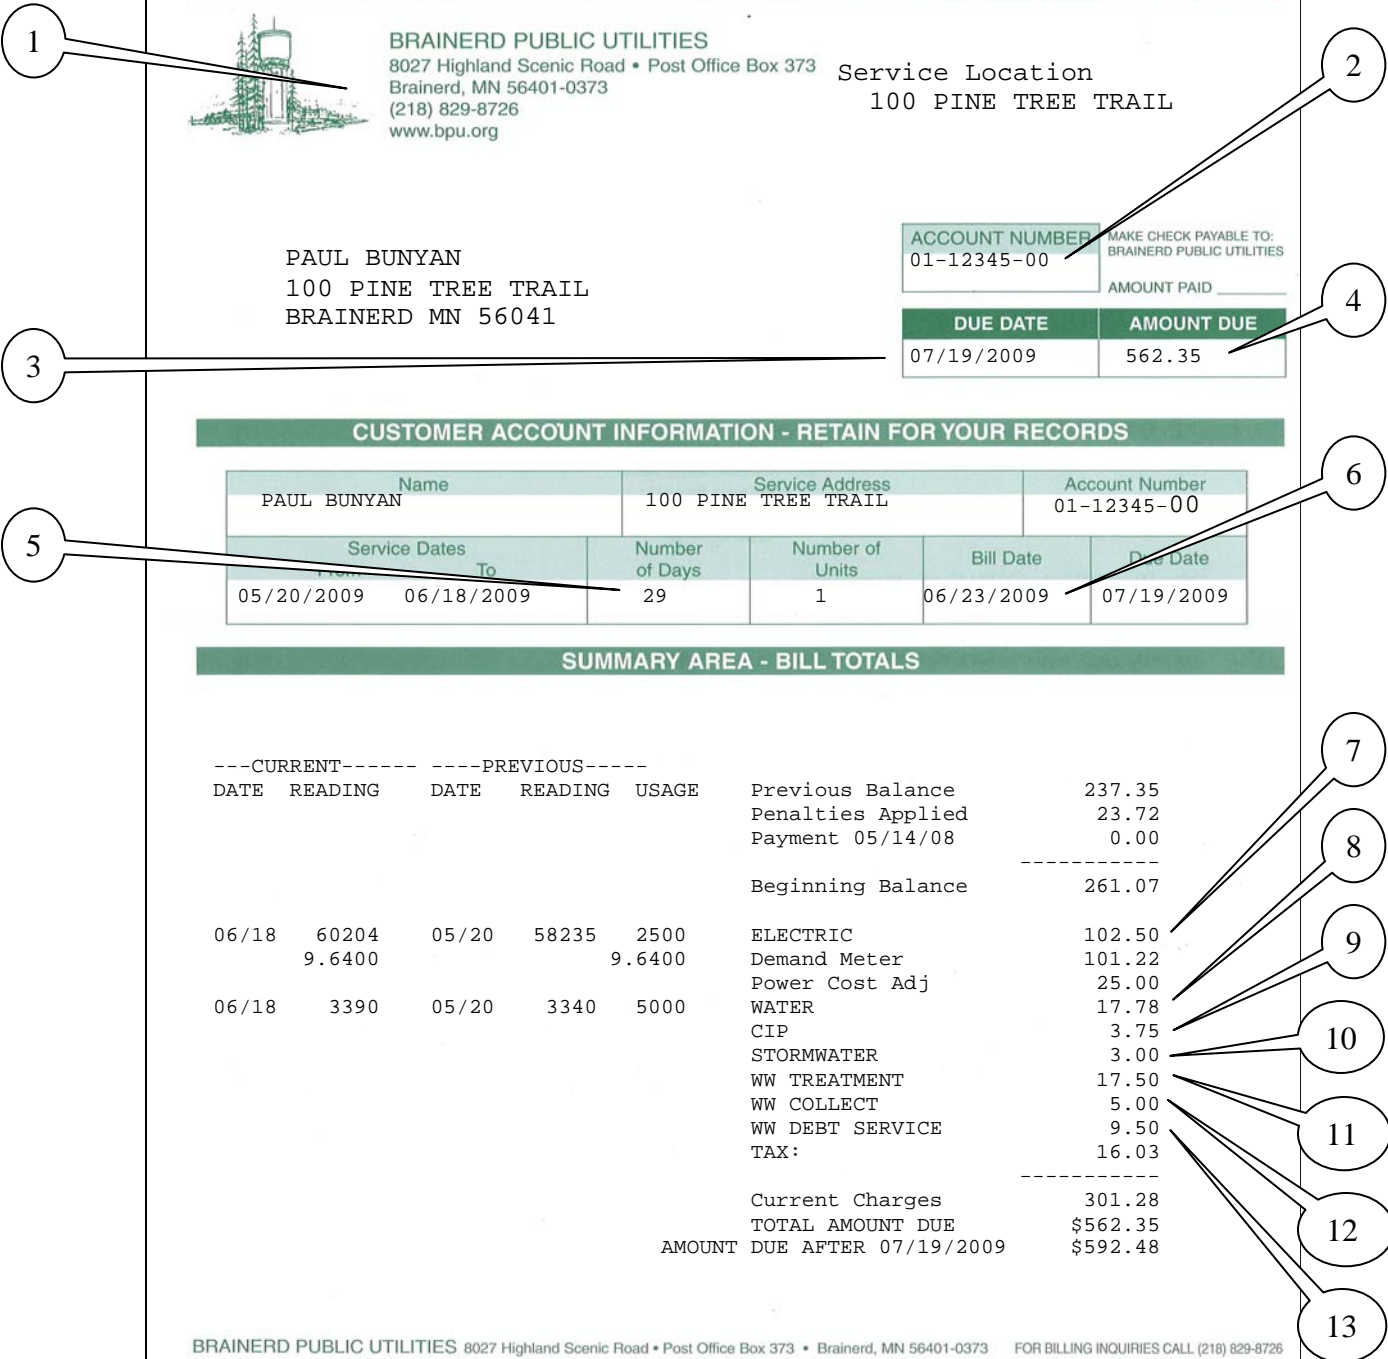 1
BRAINERD PUBLIC UTILITIES
8027 Highland Scenic Road • Post Office Box 373
Brainerd, MN 56401-0373
(218) 829-8726
www.bpu.org
Service Location
100 PINE TREE TRAIL
2
PAUL BUNYAN
100 PINE TREE TRAIL
BRAINERD MN 56041
ACCOUNT NUMBER
01-12345-00
MAKE CHECK PAYABLE TO:
BRAINERD PUBLIC UTILITIES
AMOUNT PAID ______
4
3
DUE DATE AMOUNT DUE
07/19/2009 562.35
CUSTOMER ACCOUNT INFORMATION - RETAIN FOR YOUR RECORDS
6
5
Name Service Address Account Number
PAUL BUNYAN 100 PINE TREE TRAIL 01-12345-00
Service Dates Number of Days Number of Units Bill Date Due Date
From To
05/20/2009 06/18/2009 29 1 06/23/2009 07/19/2009
SUMMARY AREA - BILL TOTALS
7
---CURRENT------ ----PREVIOUS-----
DATE READING DATE READING USAGE Previous Balance 237.35
Penalties Applied 23.72
Payment 05/14/08 0.00
8
-----------
Beginning Balance 261.07
06/18 60204 05/20 58235 2500 ELECTRIC 102.50
9
9.6400 9.6400 Demand Meter 101.22
Power Cost Adj 25.00
06/18 3390 05/20 3340 5000 WATER 17.78
CIP 3.75
10
STORMWATER 3.00
WW TREATMENT 17.50
WW COLLECT 5.00
WW DEBT SERVICE 9.50
11
TAX: 16.03
-----------
Current Charges 301.28
TOTAL AMOUNT DUE $562.35
12
AMOUNT DUE AFTER 07/19/2009 $592.48
13
BRAINERD PUBLIC UTILITIES 8027 Highland Scenic Road • Post Office Box 373 • Brainerd, MN 56401-0373 FOR BILLING INQUIRIES CALL (218) 829-8726